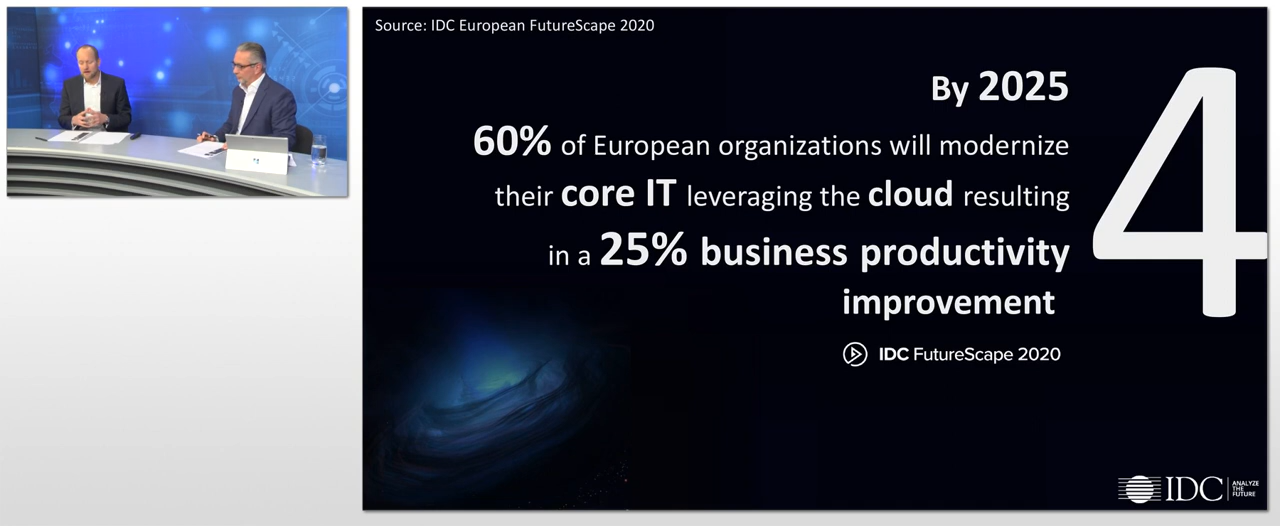 Source: IDC European FutureScape 2020
By 2025
60% of European organizations will modernize
their core IT leveraging the cloud resulting
in a 25% business productivity
improvement
4
IDC FutureScape 2020
IDC
ANALYZE
THE
FUTURE